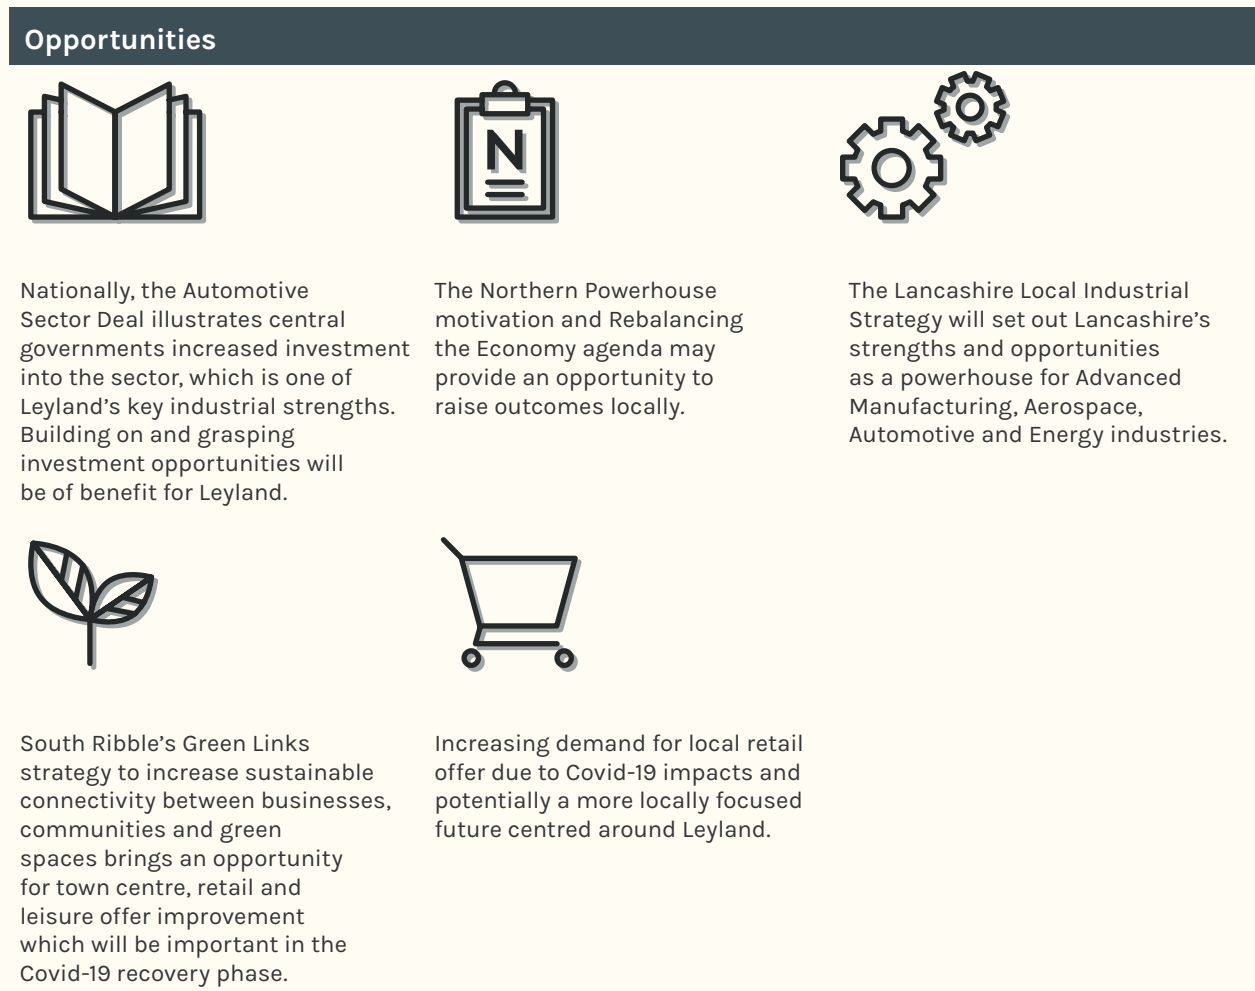 Opportunities
N
Nationally, the Automotive
Sector Deal illustrates central
governments increased investment
into the sector, which is one of
Leyland’s key industrial strengths.
Building on and grasping
investment opportunities will
be of benefit for Leyland.
The Northern Powerhouse
motivation and Rebalancing
the Economy agenda may
provide an opportunity to
raise outcomes locally.
The Lancashire Local Industrial
Strategy will set out Lancashire’s
strengths and opportunities
as a powerhouse for Advanced
Manufacturing, Aerospace,
Automotive and Energy industries.
South Ribble’s Green Links
strategy to increase sustainable
connectivity between businesses,
communities and green
spaces brings an opportunity
for town centre, retail and
leisure offer improvement
which will be important in the
Covid-19 recovery phase.
Increasing demand for local retail
offer due to Covid-19 impacts and
potentially a more locally focused
future centred around Leyland.